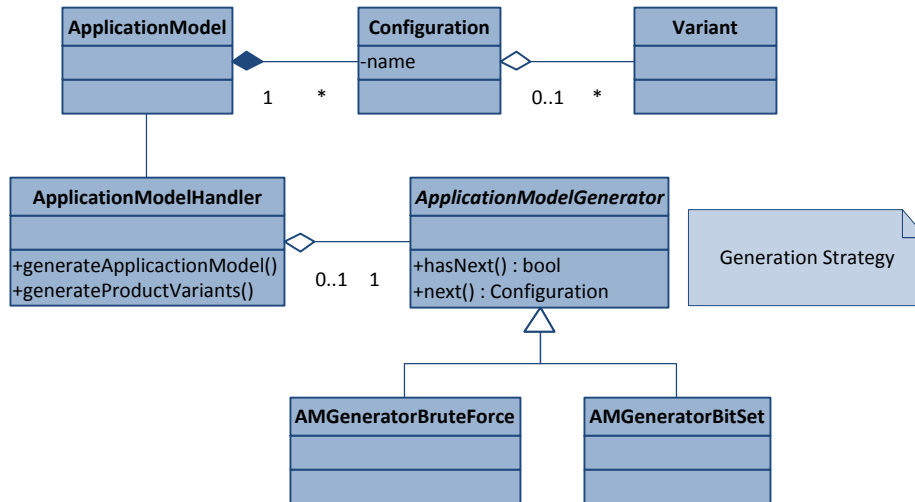 ApplicationModel
Configuration
Variant
-name
1
*
0..1
*
ApplicationModelHandler
ApplicationModelGenerator
+generateApplicactionModel()
+generateProductVariants()
0..1
1
+hasNext() : bool
+next() : Configuration
Generation Strategy
AMGeneratorBruteForce
AMGeneratorBitSet